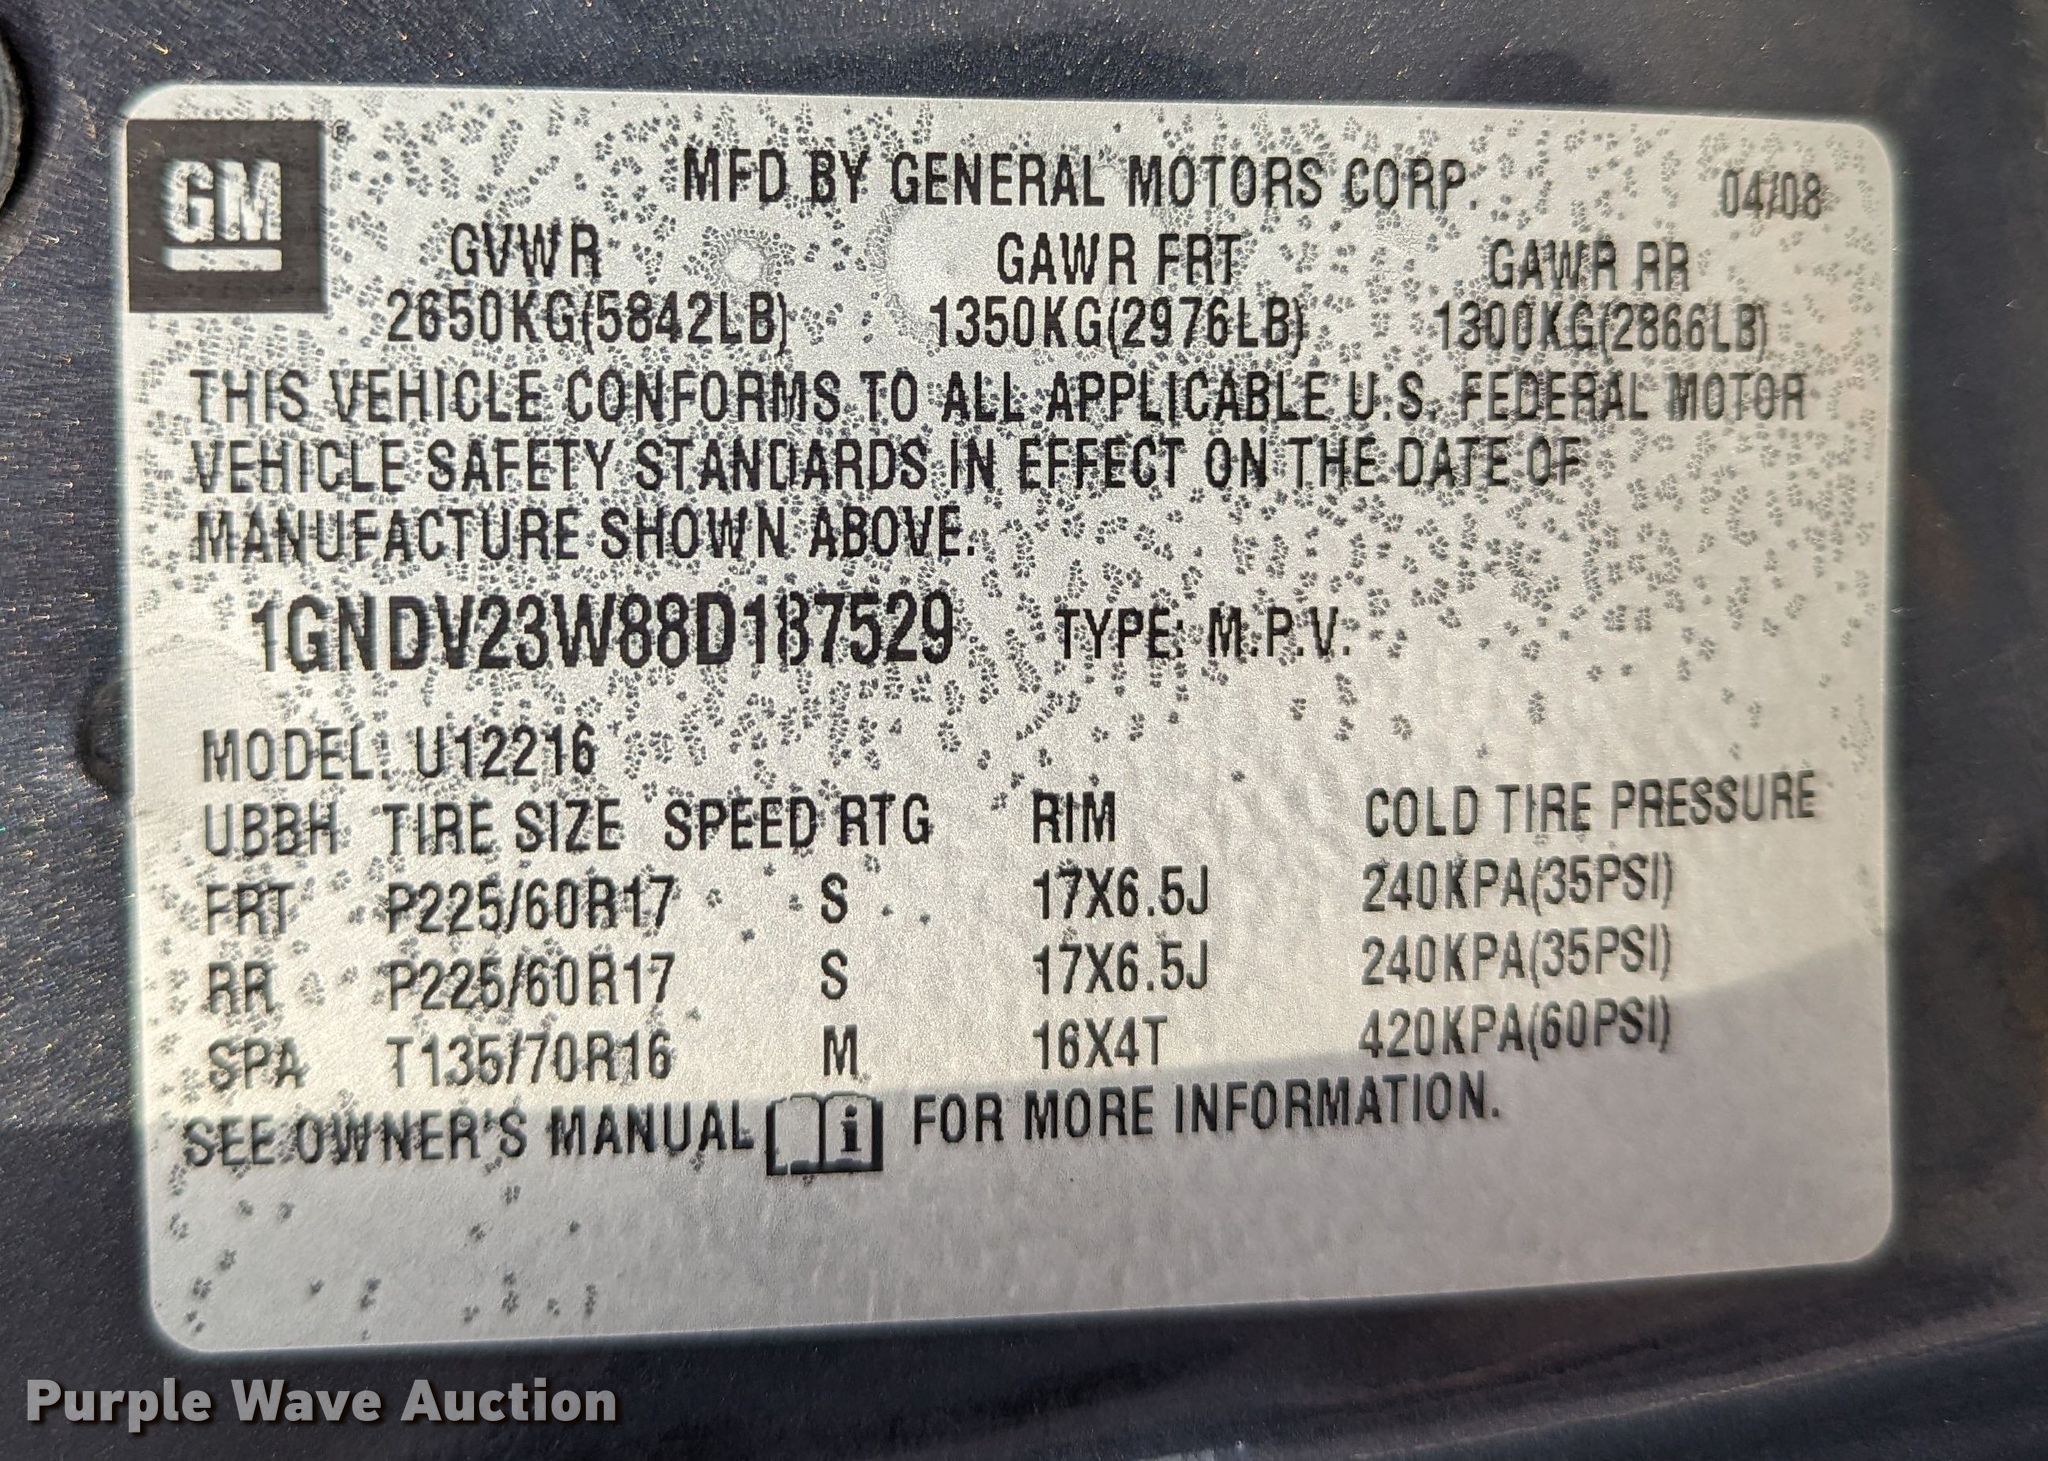 GM
MFD BY GENERAL MOTORS CORP. 04/08
GVWR GAWR FRT GAWR RR
2650KG(5842LB) 1350KG(2976LB) 1300KG(2866LB)
THIS VEHICLE CONFORMS TO ALL APPLICABLE U.S. FEDERAL MOTOR
VEHICLE SAFETY STANDARDS IN EFFECT ON THE DATE OF
MANUFACTURE SHOWN ABOVE.
1GNDV23W88D187529 TYPE: M.P.V.
MODEL: U12216
UBBH TIRE SIZE SPEED RTG RIM COLD TIRE PRESSURE
FRT P225/60R17 S 17X6.5J 240KPA(35PSI)
RR P225/60R17 S 17X6.5J 240KPA(35PSI)
SPA T135/70R16 M 16X4T 420KPA(60PSI)
SEE OWNER'S MANUAL i FOR MORE INFORMATION.
Purple Wave Auction